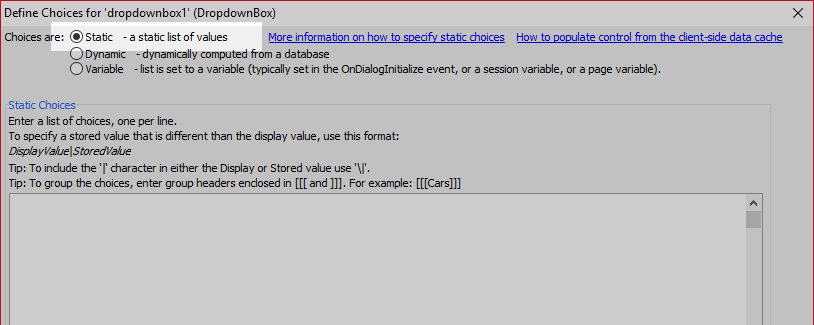 Define Choices for 'dropdownbox1' (DropdownBox)
Choices are: Static - a static list of values More information on how to specify static choices How to populate control from the client-side data cache
Dynamic - dynamically computed from a database
Variable - list is set to a variable (typically set in the OnDialogInitialize event, or a session variable, or a page variable).
Static Choices
Enter a list of choices, one per line.
To specify a stored value that is different than the display value, use this format:
DisplayValue|StoredValue
Tip: To include the '|' character in either the Display or Stored value use '\|'.
Tip: To group the choices, enter group headers enclosed in [[[ and ]]]. For example: [[[Cars]]]